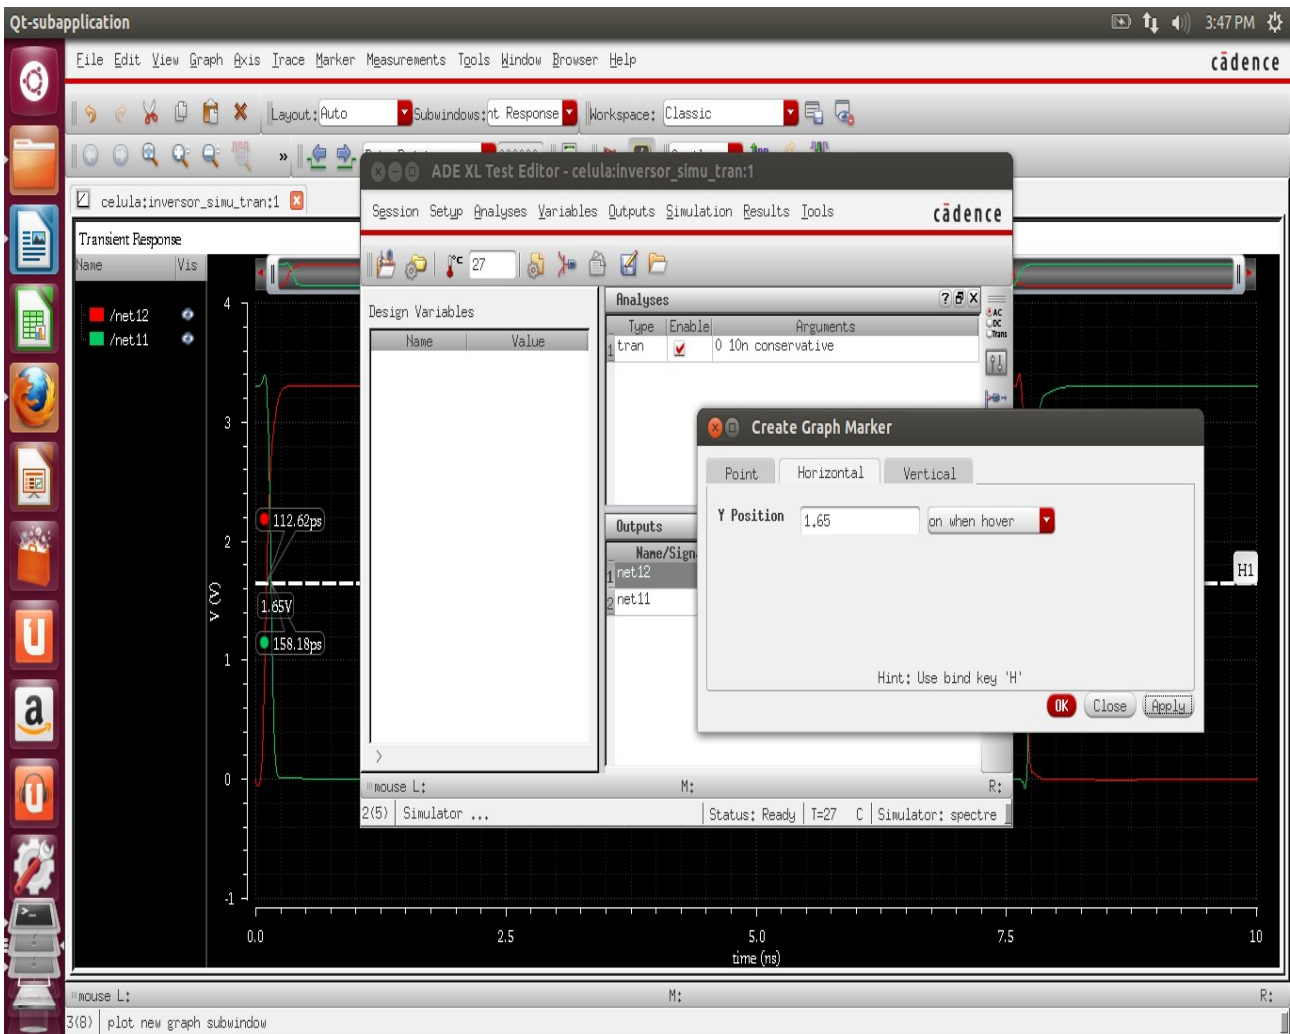 Qt-subapplication
3:47 PM
File Edit View Graph Axis Trace Marker Measurements Tools Window Browser Help
cādence
Layout: Auto
Subwindows: nt Response
Workspace: Classic
»
celula:inversor_simu_tran:1
Transient Response
Name Vis
/net12
/net11
4
3
2
1
0
-1
V (V)
112.62ps
1.65V
158.18ps
H1
0.0 2.5 5.0 7.5 10
time (ns)
ADE XL Test Editor - celula:inversor_simu_tran:1
Session Setup Analyses Variables Outputs Simulation Results Tools
cādence
°C 27
Design Variables
Name Value
>
Analyses
? X
Type Enable Arguments
1 tran 0 10n conservative
AC
DC
Trans
Outputs
Name/Sign
1 net12
2 net11
mouse L: M: R:
2(5) Simulator ... Status: Ready T=27 C Simulator: spectre
Create Graph Marker
Point Horizontal Vertical
Y Position 1.65 on when hover
Hint: Use bind key 'H'
OK Close Apply
mouse L: M: R:
3(8) plot new graph subwindow